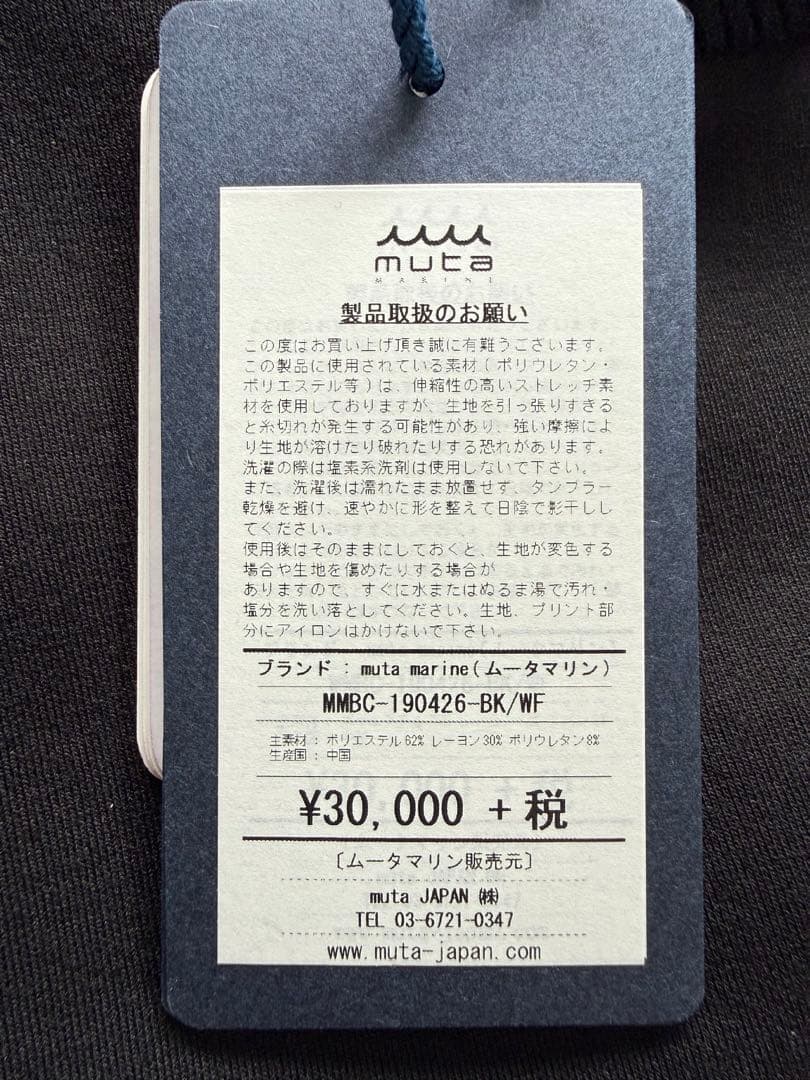 muta
MARINE
製品取扱のお願い
この度はお買い上げ頂き誠に有難うございます。
この製品に使用されている素材(ポリウレタン・
ポリエステル等)は、伸縮性の高いストレッチ素
材を使用しておりますが、生地を引っ張りすぎる
と糸切れが発生する可能性があり、強い摩擦によ
り生地が溶けたり破れたりする恐れがあります。
洗濯の際は塩素系洗剤は使用しないで下さい。
また、洗濯後は濡れたまま放置せず、タンブラー
乾燥を避け、速やかに形を整えて日陰で影干しし
てください。
使用後はそのままにしておくと、生地が変色する
場合や生地を傷めたりする場合が
ありますので、すぐに水またはぬるま湯で汚れ・
塩分を洗い落としてください。生地、プリント部
分にアイロンはかけないで下さい。
ブランド : muta marine(ムータマリン)
MMBC-190426-BK/WF
主素材 : ポリエステル62% レーヨン30% ポリウレタン8%
生産国 : 中国
¥30,000 +税
〔ムータマリン販売元〕
muta JAPAN ㈱
TEL 03-6721-0347
www.muta-japan.com